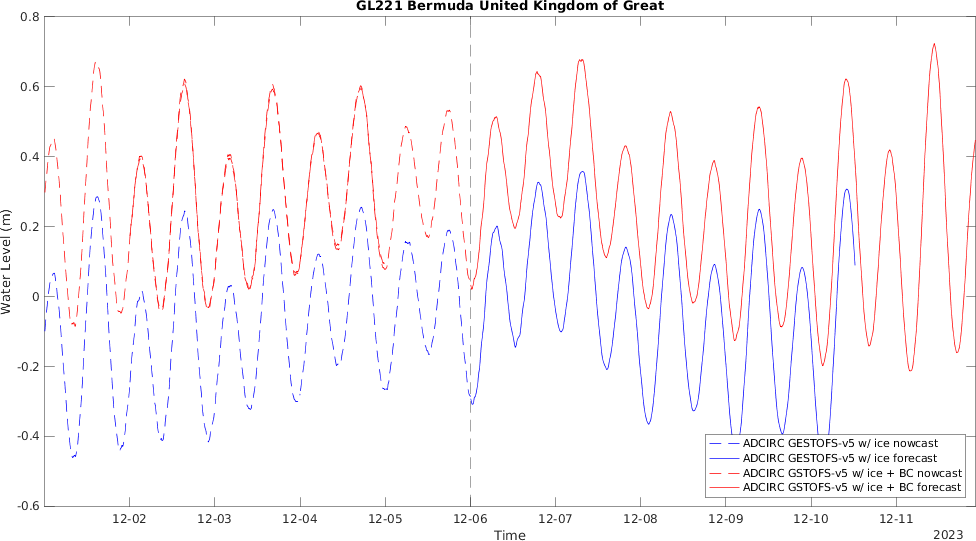 GL221 Bermuda United Kingdom of Great
0.8
0.6
0.4
0.2
0
-0.2
-0.4
-0.6
Water Level (m)
12-02 12-03 12-04 12-05 12-06 12-07 12-08 12-09 12-10 12-11
Time
2023
ADCIRC GESTOFS-v5 w/ ice nowcast
ADCIRC GESTOFS-v5 w/ ice forecast
ADCIRC GSTOFS-v5 w/ ice + BC nowcast
ADCIRC GSTOFS-v5 w/ ice + BC forecast